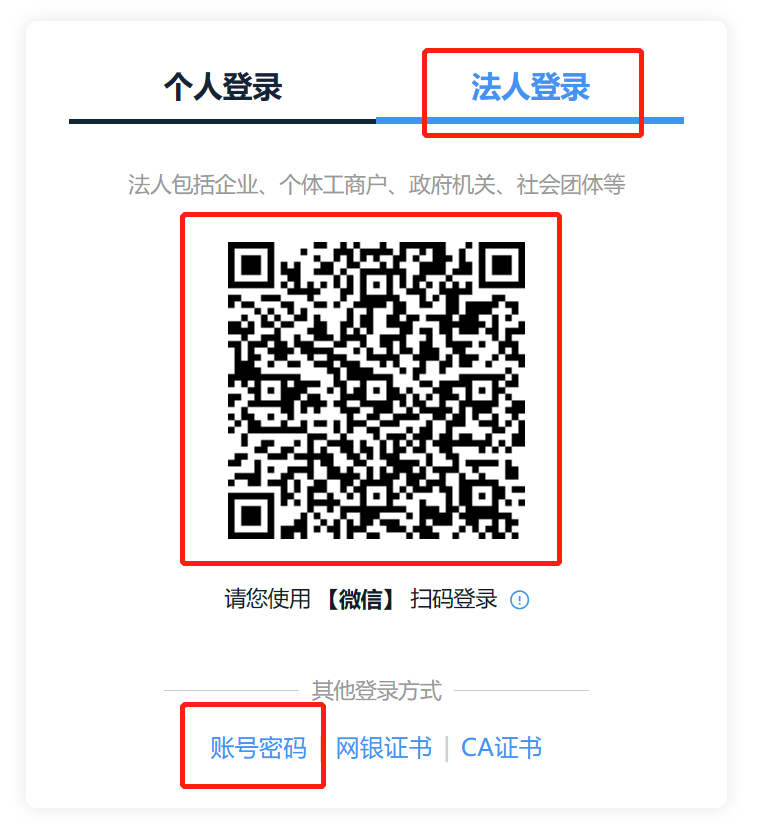 个人登录 法人登录
法人包括企业、个体工商户、政府机关、社会团体等
请您使用 【微信】 扫码登录
其他登录方式
账号密码 | 网银证书 | CA证书